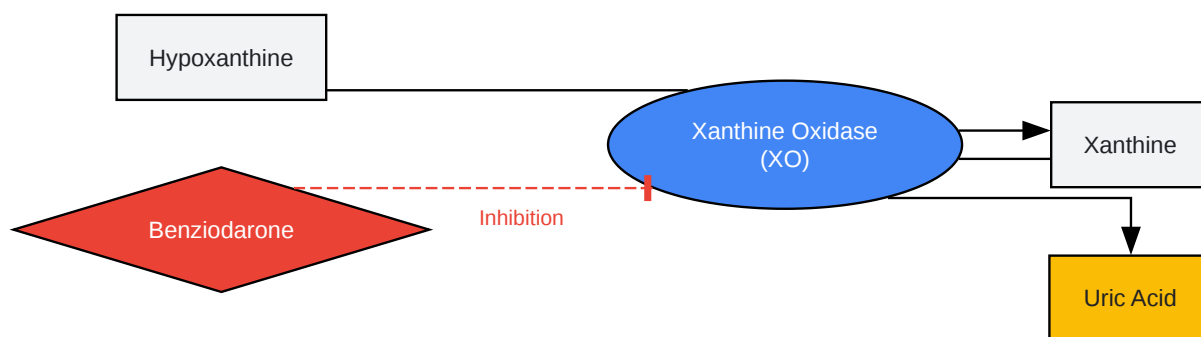 Hypoxanthine
Xanthine Oxidase
(XO)
Xanthine
Benziodarone
Inhibition
Uric Acid